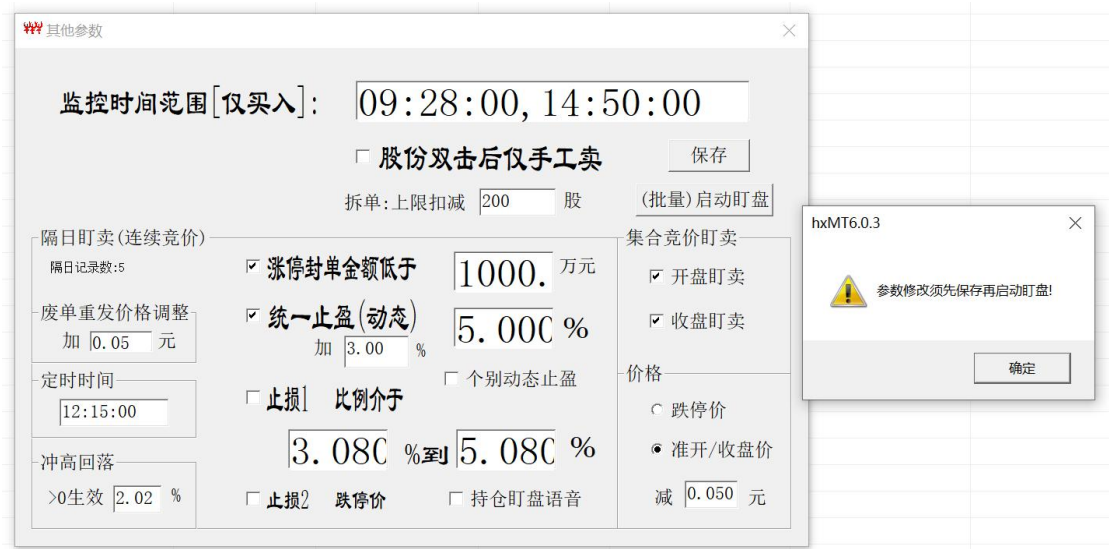 其他参数
监控时间范围[仅买入]: 09:28:00,14:50:00
股份双击后仅手工卖 保存
拆单:上限扣减 200 股 (批量)启动盯盘
隔日盯卖(连续竞价)
隔日记录数:5
废单重发价格调整
加 0.05 元
定时时间
12:15:00
冲高回落
>0生效 2.02 %
涨停封单金额低于 1000. 万元
统一止盈(动态) 5.000 %
加 3.00 %
个别动态止盈
止损1 比例介于
3.080 %到 5.080 %
止损2 跌停价 持仓盯盘语音
集合竞价盯卖
开盘盯卖
收盘盯卖
价格
跌停价
准开/收盘价
减 0.050 元
hxMT6.0.3
参数修改须先保存再启动盯盘!
确定